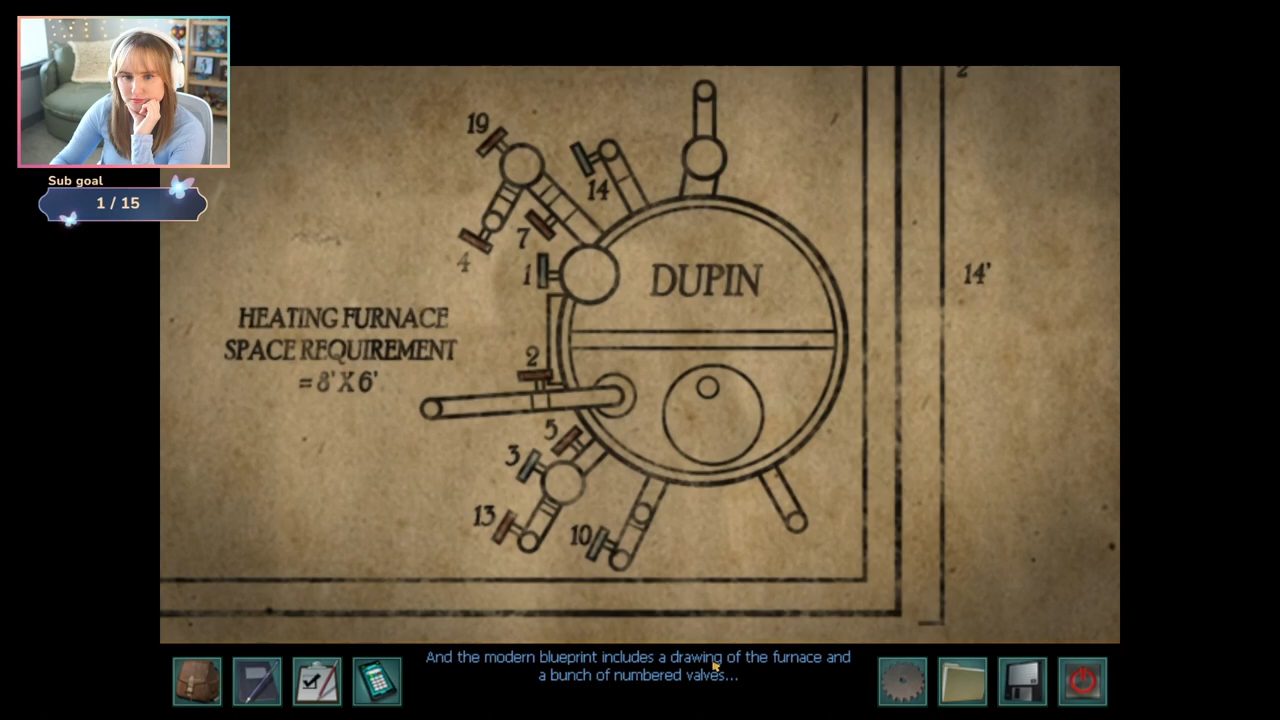 Sub goal
1 / 15
2
19
14
7
4
1
DUPIN
14'
HEATING FURNACE
SPACE REQUIREMENT
= 8' X 6'
2
5
3
13
10
And the modern blueprint includes a drawing of the furnace and
a bunch of numbered valves...